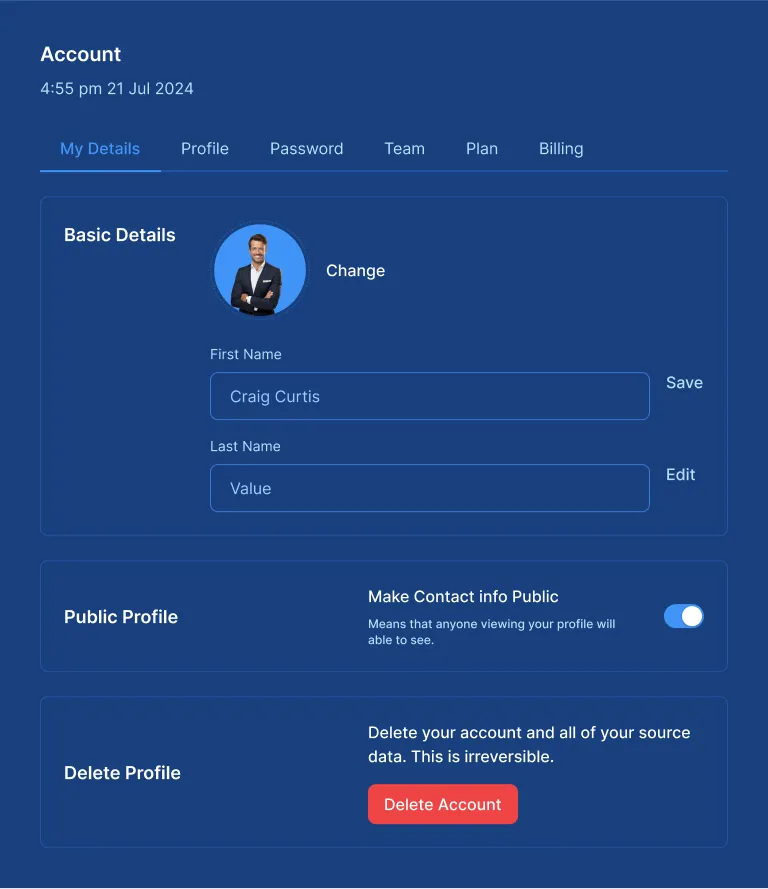 Account
4:55 pm 21 Jul 2024
My Details Profile Password Team Plan Billing
Basic Details
Change
First Name
Craig Curtis
Save
Last Name
Value
Edit
Public Profile
Make Contact info Public
Means that anyone viewing your profile will
able to see.
Delete Profile
Delete your account and all of your source
data. This is irreversible.
Delete Account